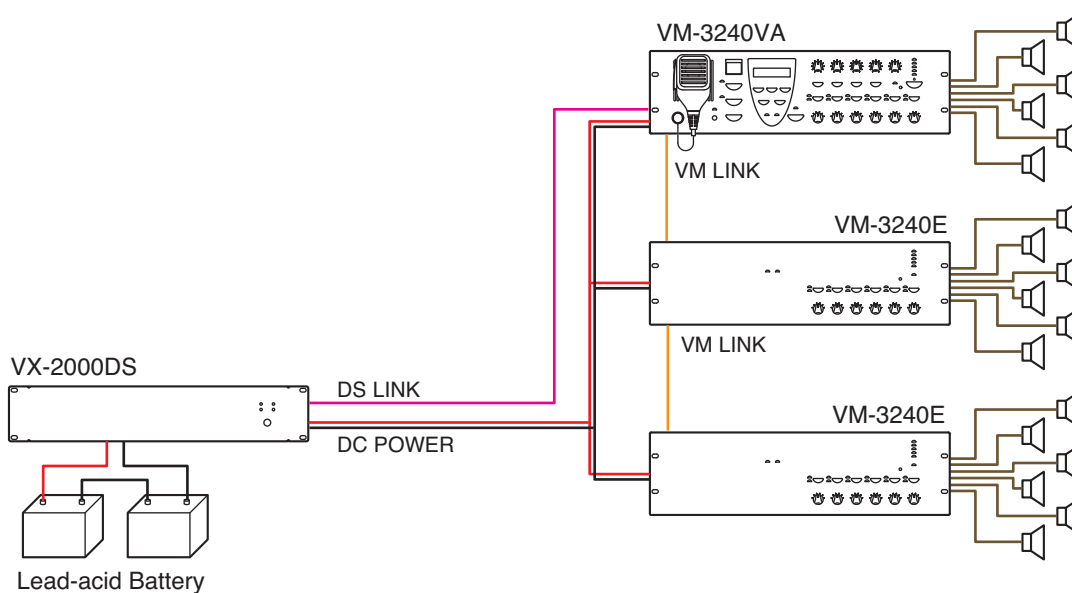 VM-3240VA
VM LINK
VM-3240E
VM LINK
VX-2000DS
DS LINK
DC POWER
VM-3240E
Lead-acid Battery